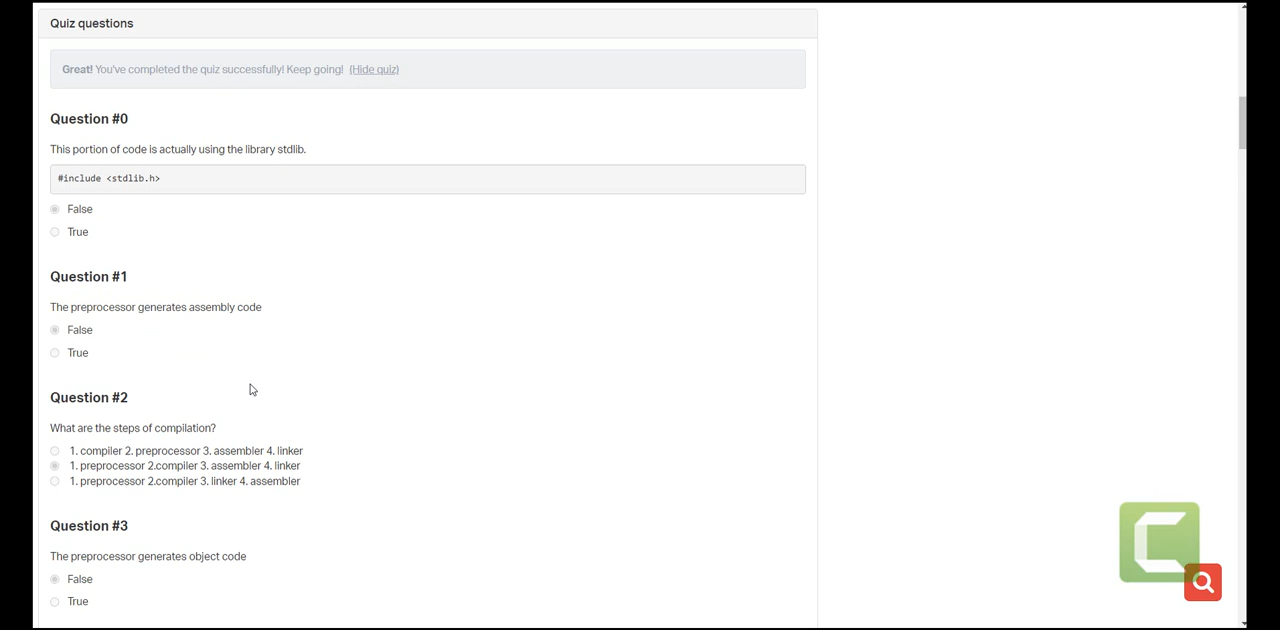 Quiz questions
Great! You've completed the quiz successfully! Keep going! (Hide quiz)
Question #0
This portion of code is actually using the library stdlib.
#include <stdlib.h>
False
True
Question #1
The preprocessor generates assembly code
False
True
Question #2
What are the steps of compilation?
1. compiler 2. preprocessor 3. assembler 4. linker
1. preprocessor 2.compiler 3. assembler 4. linker
1. preprocessor 2.compiler 3. linker 4. assembler
Question #3
The preprocessor generates object code
False
True